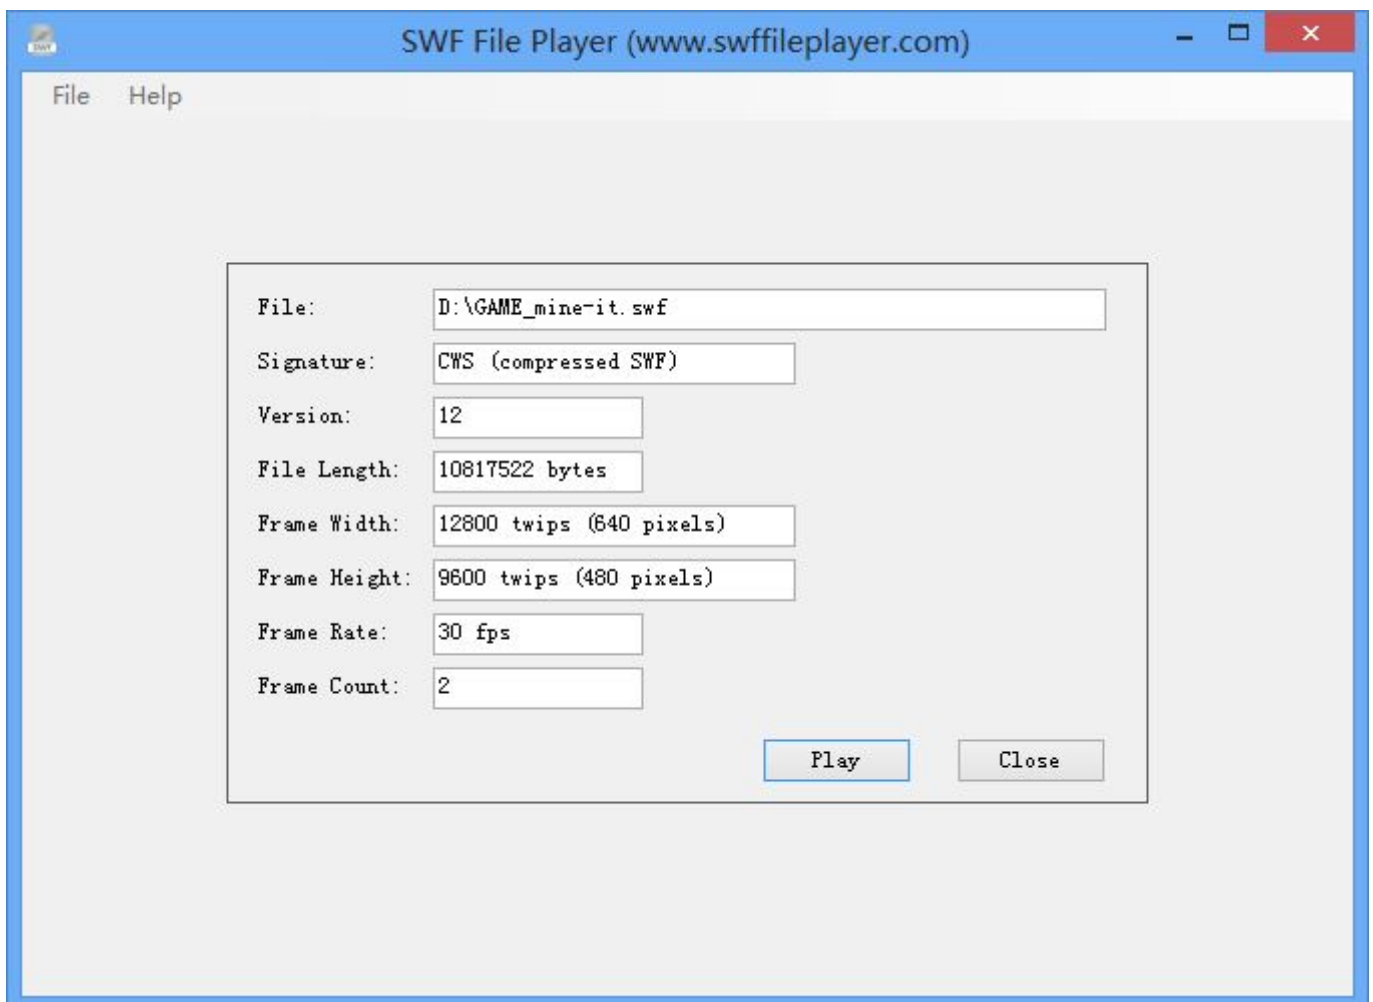 SWF File Player (www.swffileplayer.com)
File Help
File: D:\GAME_mine-it.swf
Signature: CWS (compressed SWF)
Version: 12
File Length: 10817522 bytes
Frame Width: 12800 twips (640 pixels)
Frame Height: 9600 twips (480 pixels)
Frame Rate: 30 fps
Frame Count: 2
Play Close